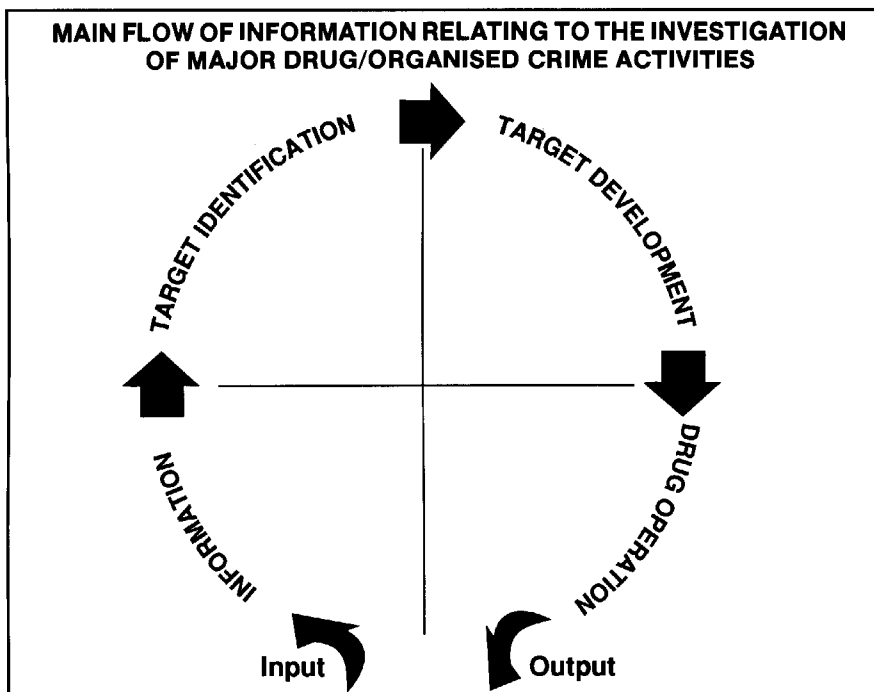 MAIN FLOW OF INFORMATION RELATING TO THE INVESTIGATION
OF MAJOR DRUG/ORGANISED CRIME ACTIVITIES
TARGET IDENTIFICATION
TARGET DEVELOPMENT
INFORMATION
DRUG OPERATION
Input
Output